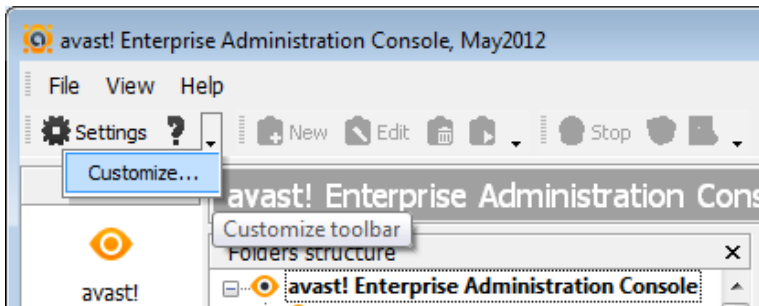 avast! Enterprise Administration Console, May2012
File View Help
Settings ? New Edit Stop
Customize...
avast! Enterprise Administration Cons
Customize toolbar
Folders structure
avast! Enterprise Administration Console
avast!